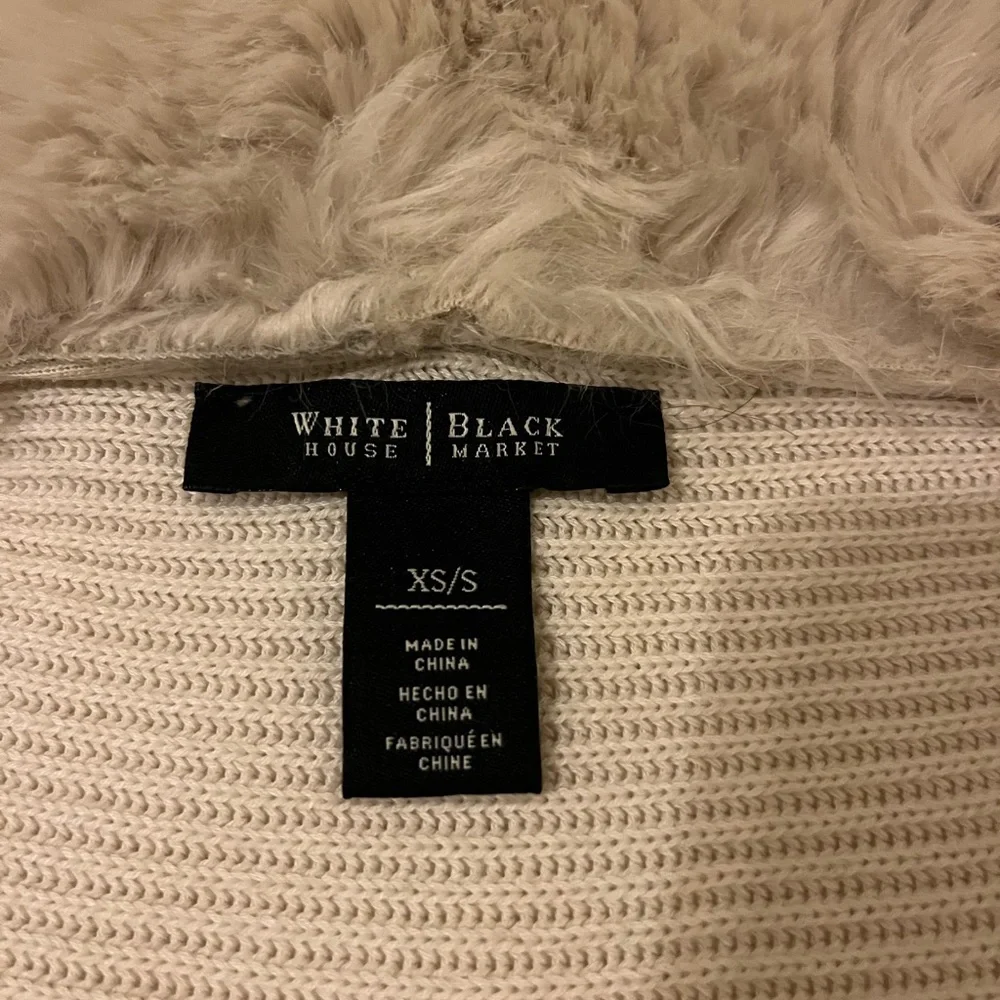 WHITE | BLACK
HOUSE | MARKET
XS/S
MADE IN
CHINA
HECHO EN
CHINA
FABRIQUÉ EN
CHINE